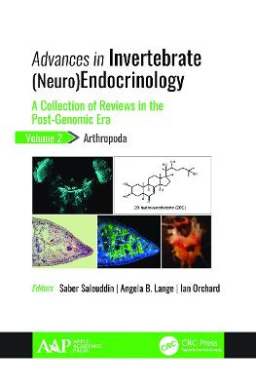 Advances in Invertebrate
(Neuro)Endocrinology
A Collection of Reviews in the
Post-Genomic Era
Volume 2 Arthropoda
20-hydroxyecdysone (20E)
Editors Saber Saleuddin | Angela B. Lange | Ian Orchard
AAP APPLE ACADEMIC PRESS
CRC Press
Taylor & Francis Group